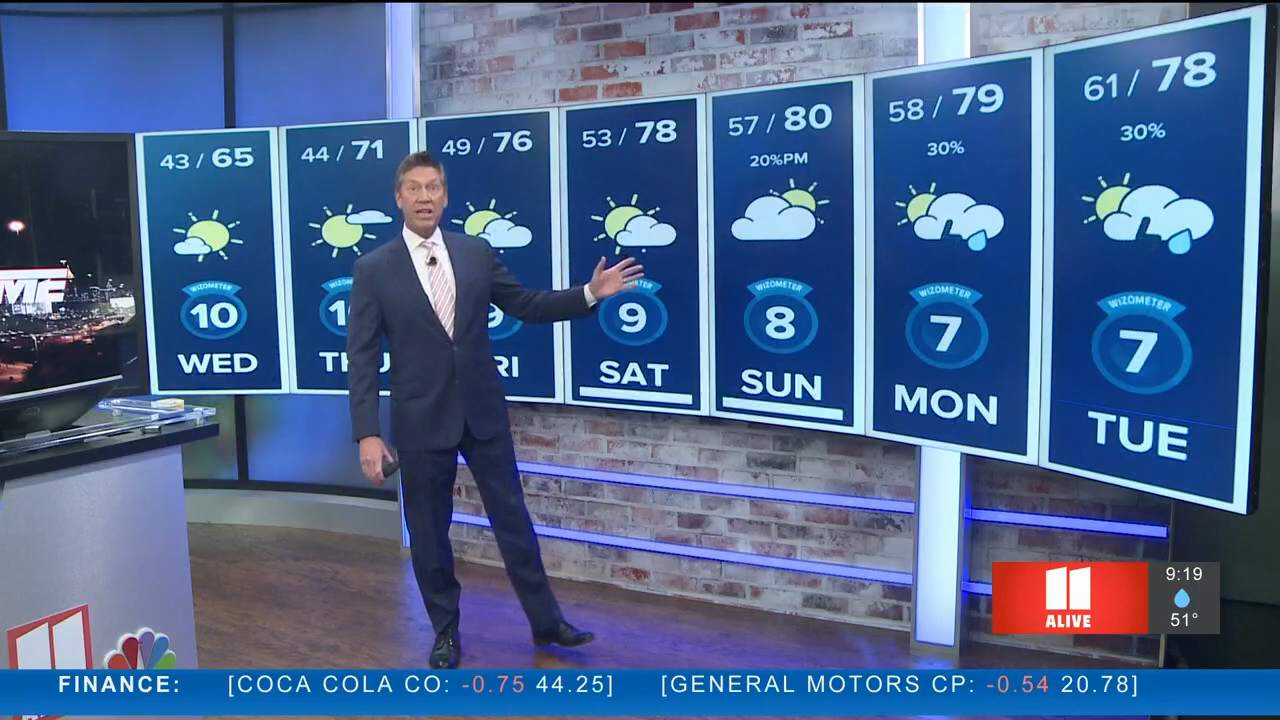 43 / 65
WIZOMETER
10
WED
44 / 71
THU
49 / 76
53 / 78
9
SAT
57 / 80
20%PM
WIZOMETER
8
SUN
58 / 79
30%
WIZOMETER
7
MON
61 / 78
30%
WIZOMETER
7
TUE
11
ALIVE
9:19
51°
FINANCE: [COCA COLA CO: -0.75 44.25] [GENERAL MOTORS CP: -0.54 20.78]